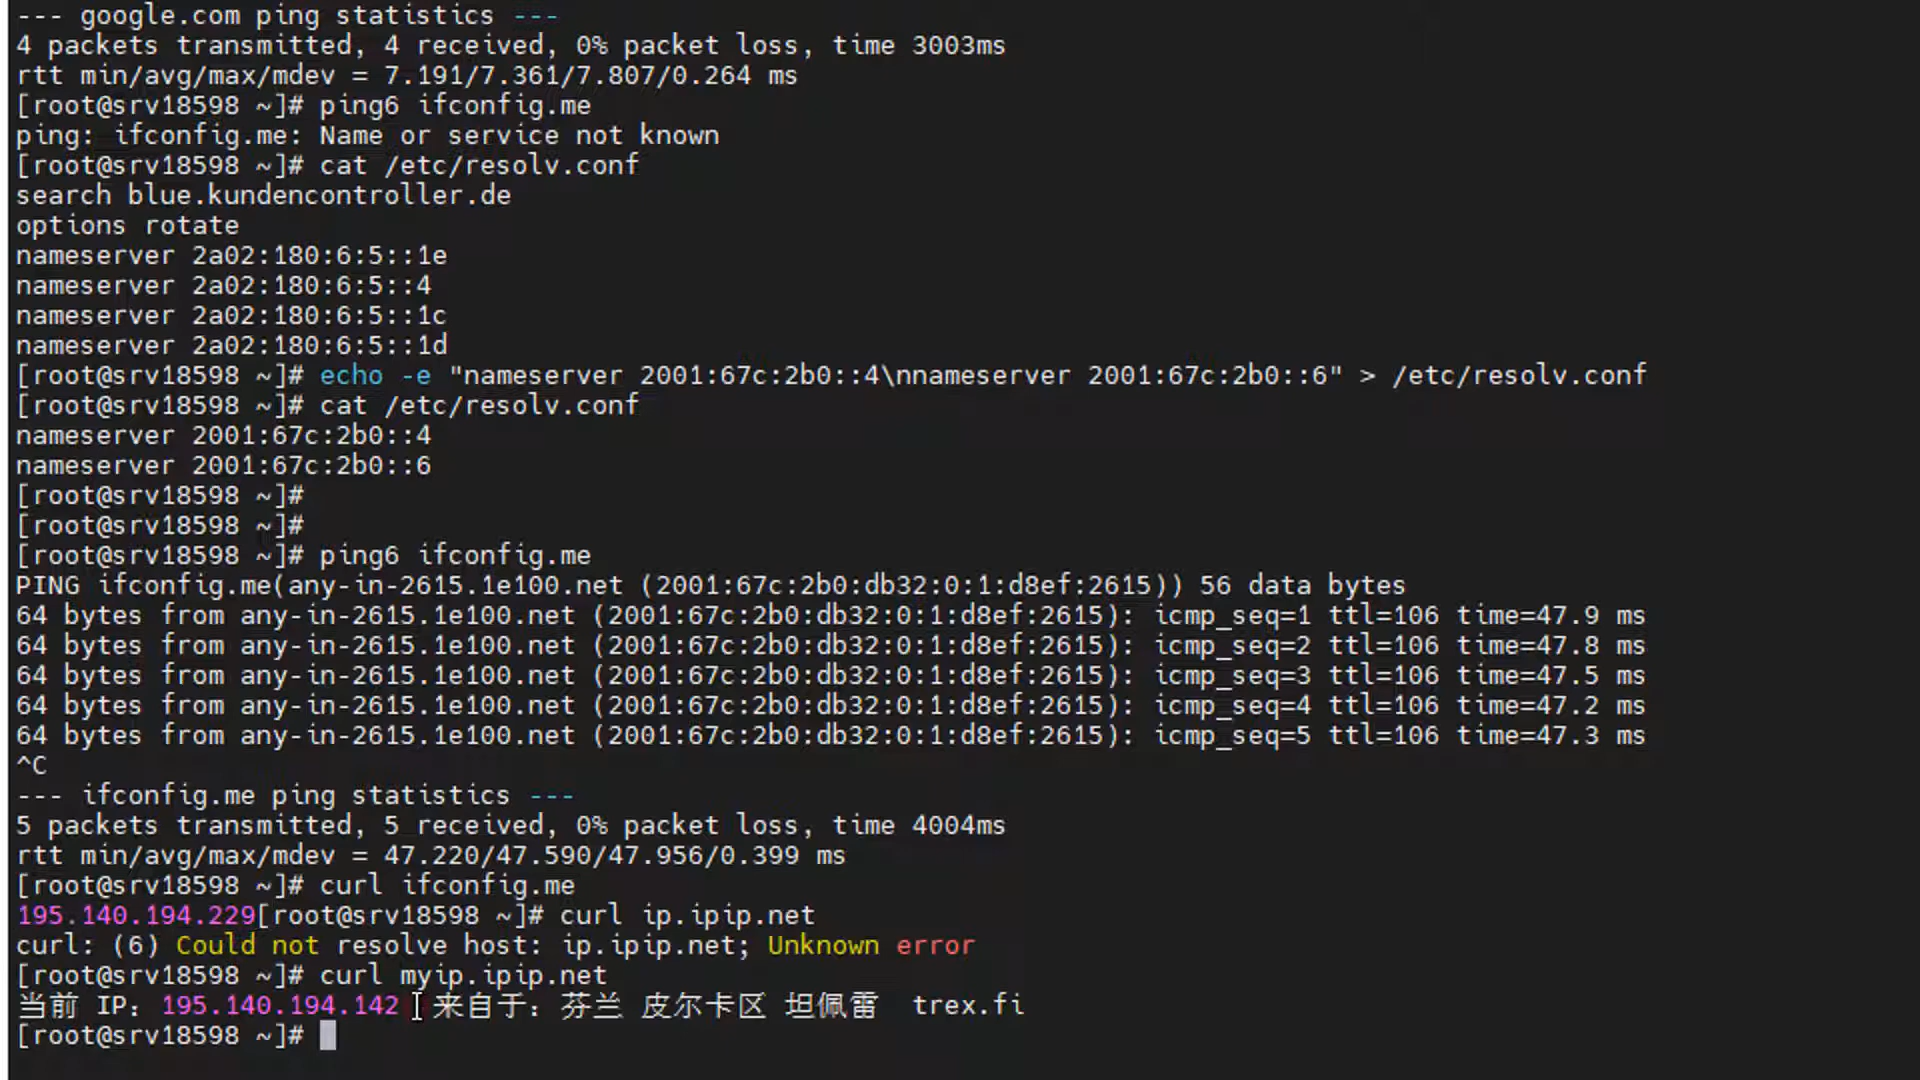 --- google.com ping statistics ---
4 packets transmitted, 4 received, 0% packet loss, time 3003ms
rtt min/avg/max/mdev = 7.191/7.361/7.807/0.264 ms
[root@srv18598 ~]# ping6 ifconfig.me
ping: ifconfig.me: Name or service not known
[root@srv18598 ~]# cat /etc/resolv.conf
search blue.kundencontroller.de
options rotate
nameserver 2a02:180:6:5::1e
nameserver 2a02:180:6:5::4
nameserver 2a02:180:6:5::1c
nameserver 2a02:180:6:5::1d
[root@srv18598 ~]# echo -e "nameserver 2001:67c:2b0::4\nnameserver 2001:67c:2b0::6" > /etc/resolv.conf
[root@srv18598 ~]# cat /etc/resolv.conf
nameserver 2001:67c:2b0::4
nameserver 2001:67c:2b0::6
[root@srv18598 ~]#
[root@srv18598 ~]#
[root@srv18598 ~]# ping6 ifconfig.me
PING ifconfig.me(any-in-2615.1e100.net (2001:67c:2b0:db32:0:1:d8ef:2615)) 56 data bytes
64 bytes from any-in-2615.1e100.net (2001:67c:2b0:db32:0:1:d8ef:2615): icmp_seq=1 ttl=106 time=47.9 ms
64 bytes from any-in-2615.1e100.net (2001:67c:2b0:db32:0:1:d8ef:2615): icmp_seq=2 ttl=106 time=47.8 ms
64 bytes from any-in-2615.1e100.net (2001:67c:2b0:db32:0:1:d8ef:2615): icmp_seq=3 ttl=106 time=47.5 ms
64 bytes from any-in-2615.1e100.net (2001:67c:2b0:db32:0:1:d8ef:2615): icmp_seq=4 ttl=106 time=47.2 ms
64 bytes from any-in-2615.1e100.net (2001:67c:2b0:db32:0:1:d8ef:2615): icmp_seq=5 ttl=106 time=47.3 ms
^C
--- ifconfig.me ping statistics ---
5 packets transmitted, 5 received, 0% packet loss, time 4004ms
rtt min/avg/max/mdev = 47.220/47.590/47.956/0.399 ms
[root@srv18598 ~]# curl ifconfig.me
195.140.194.229[root@srv18598 ~]# curl ip.ipip.net
curl: (6) Could not resolve host: ip.ipip.net; Unknown error
[root@srv18598 ~]# curl myip.ipip.net
当前 IP：195.140.194.142 来自于：芬兰 皮尔卡区 坦佩雷 trex.fi
[root@srv18598 ~]#